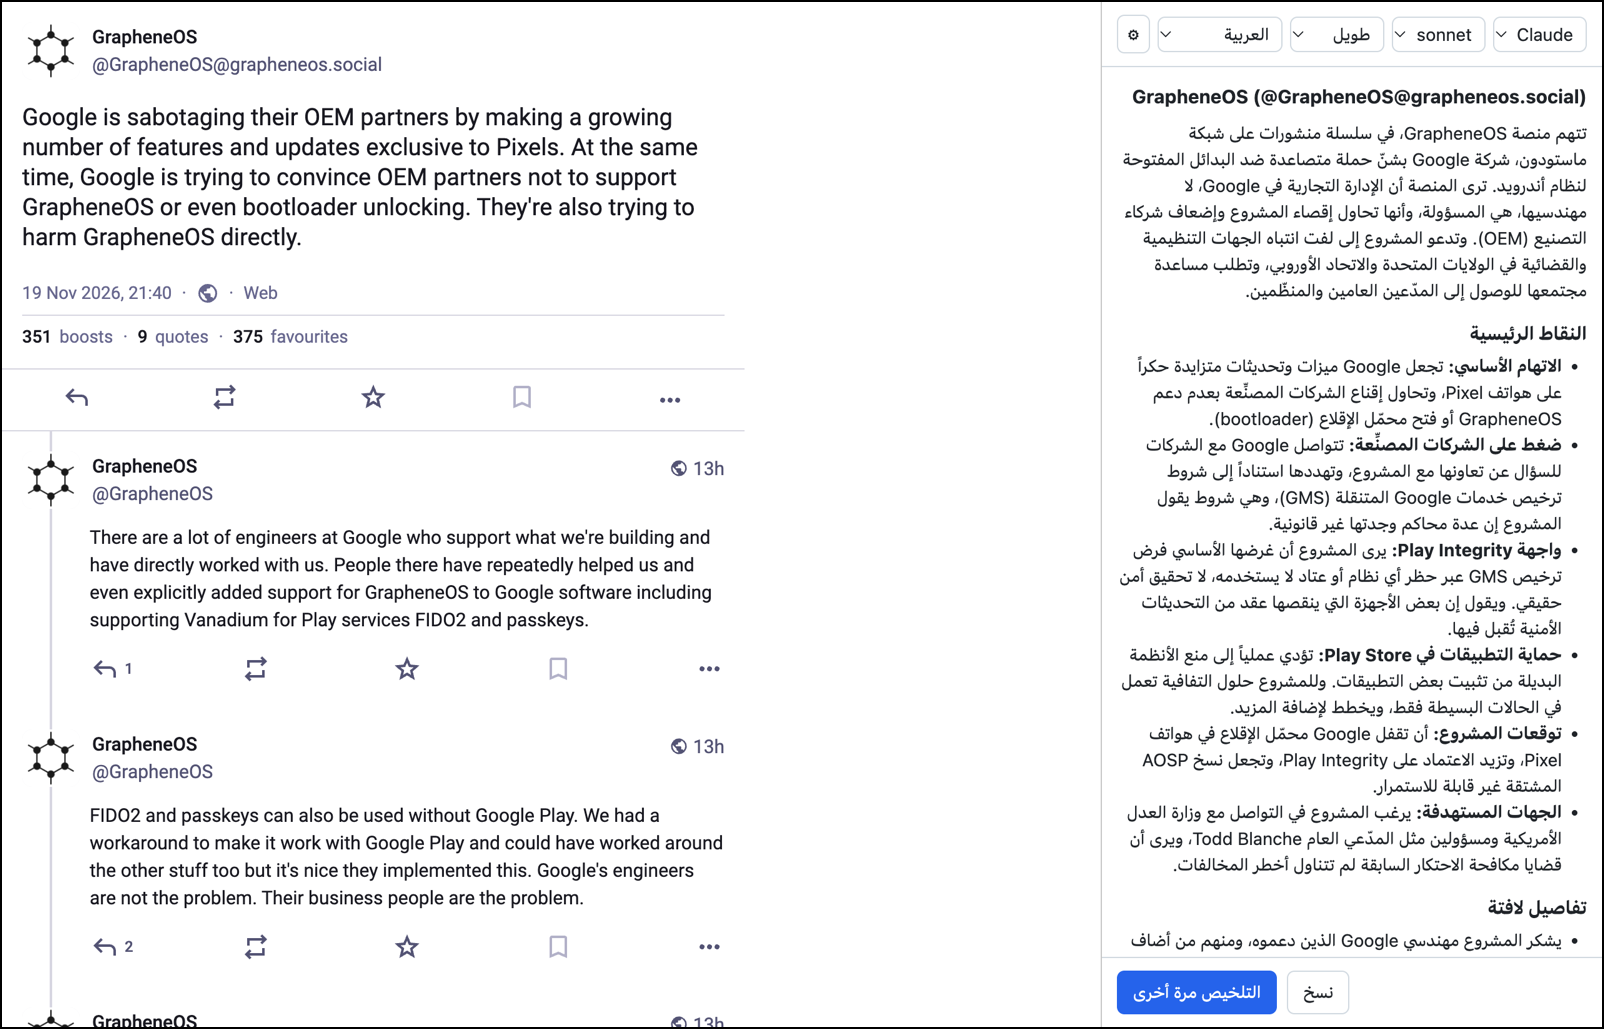 GrapheneOS
@GrapheneOS@grapheneos.social
Google is sabotaging their OEM partners by making a growing
number of features and updates exclusive to Pixels. At the same
time, Google is trying to convince OEM partners not to support
GrapheneOS or even bootloader unlocking. They're also trying to
harm GrapheneOS directly.
19 Nov 2026, 21:40 · Web
351 boosts · 9 quotes · 375 favourites
GrapheneOS
13h
@GrapheneOS
There are a lot of engineers at Google who support what we're building and
have directly worked with us. People there have repeatedly helped us and
even explicitly added support for GrapheneOS to Google software including
supporting Vanadium for Play services FIDO2 and passkeys.
1
GrapheneOS
13h
@GrapheneOS
FIDO2 and passkeys can also be used without Google Play. We had a
workaround to make it work with Google Play and could have worked around
the other stuff too but it's nice they implemented this. Google's engineers
are not the problem. Their business people are the problem.
2
GrapheneOS
13h
Claude
sonnet
طويل
العربية
GrapheneOS (@GrapheneOS@grapheneos.social)
تتهم منصة GrapheneOS، في سلسلة منشورات على شبكة
ماستودون، شركة Google بشنّ حملة متصاعدة ضد البدائل المفتوحة
لنظام أندرويد. ترى المنصة أن الإدارة التجارية في Google، لا
مهندسيها، هي المسؤولة، وأنها تحاول إقصاء المشروع وإضعاف شركاء
التصنيع (OEM). وتدعو المشروع إلى لفت انتباه الجهات التنظيمية
والقضائية في الولايات المتحدة والاتحاد الأوروبي، وتطلب مساعدة
مجتمعها للوصول إلى المدّعين العامين والمنظّمين.
النقاط الرئيسية
• الاتهام الأساسي: تجعل Google ميزات وتحديثات متزايدة حكراً
على هواتف Pixel، وتحاول إقناع الشركات المصنّعة بعدم دعم
GrapheneOS أو فتح محمّل الإقلاع (bootloader).
• ضغط على الشركات المصنِّعة: تتواصل Google مع الشركات
للسؤال عن تعاونها مع المشروع، وتهددها استناداً إلى شروط
ترخيص خدمات Google المتنقلة (GMS)، وهي شروط يقول
المشروع إن عدة محاكم وجدتها غير قانونية.
• واجهة Play Integrity: يرى المشروع أن غرضها الأساسي فرض
ترخيص GMS عبر حظر أي نظام أو عتاد لا يستخدمه، لا تحقيق أمن
حقيقي. ويقول إن بعض الأجهزة التي ينقصها عقد من التحديثات
الأمنية تُقبل فيها.
• حماية التطبيقات في Play Store: تؤدي عملياً إلى منع الأنظمة
البديلة من تثبيت بعض التطبيقات. وللمشروع حلول التفافية تعمل
في الحالات البسيطة فقط، ويخطط لإضافة المزيد.
• توقعات المشروع: أن تقفل Google محمّل الإقلاع في هواتف
Pixel، وتزيد الاعتماد على Play Integrity، وتجعل نسخ AOSP
المشتقة غير قابلة للاستمرار.
• الجهات المستهدفة: يرغب المشروع في التواصل مع وزارة العدل
الأمريكية ومسؤولين مثل المدّعي العام Todd Blanche، ويرى أن
قضايا مكافحة الاحتكار السابقة لم تتناول أخطر المخالفات.
تفاصيل لافتة
• يشكر المشروع مهندسي Google الذين دعموه، ومنهم من أضاف
نسخ
التلخيص مرة أخرى